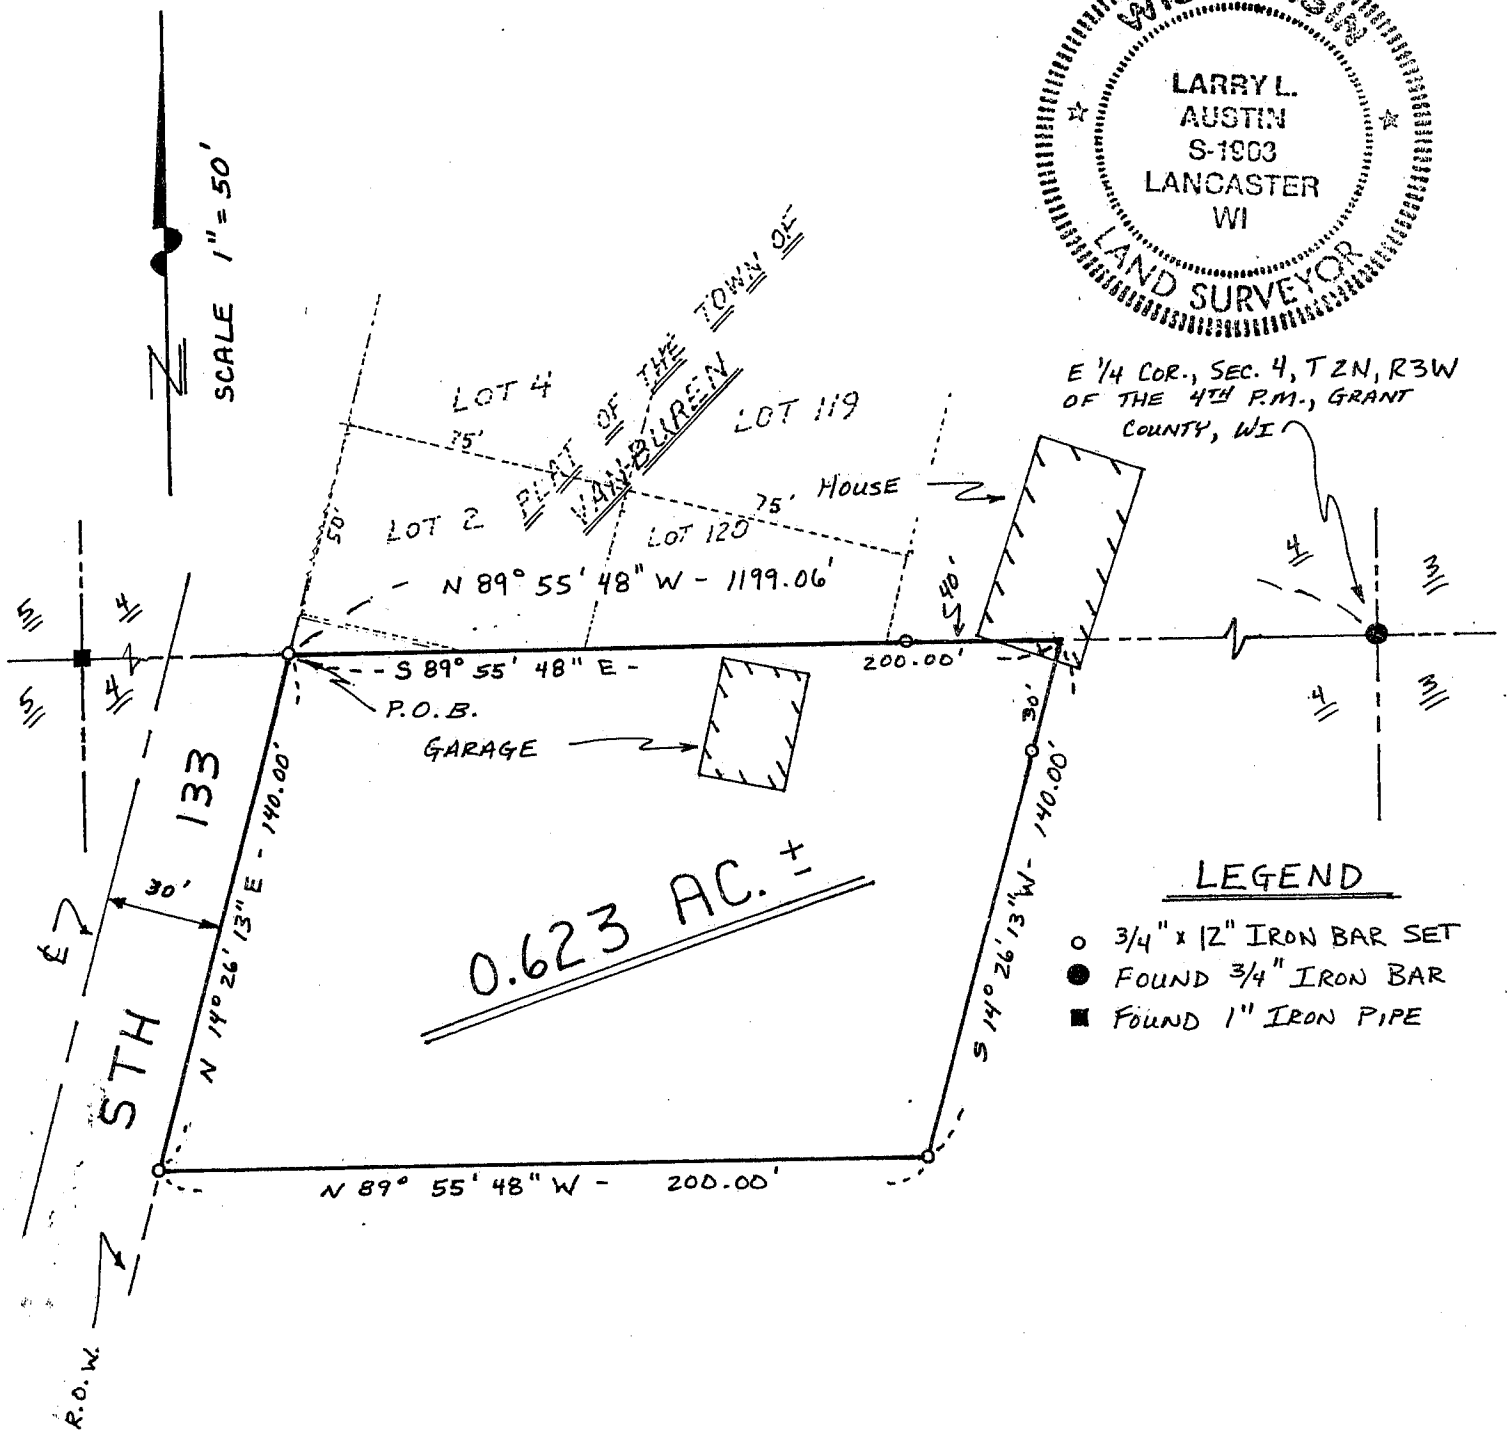 WISCONSIN
LARRY L.
AUSTIN
S-1903
LANCASTER
WI
LAND SURVEYOR
N
SCALE 1" = 50'
E 1/4 COR., SEC. 4, T 2N, R3W
OF THE 4TH P.M., GRANT
COUNTY, WI
PLAT OF THE TOWN OF
VAN BUREN
LOT 4
75'
LOT 119
HOUSE
50'
LOT 2
LOT 120
75'
N 89° 55' 48" W - 1199.06'
40'
5
4
5
4
4
3
4
3
S 89° 55' 48" E -
200.00'
P.O.B.
GARAGE
30'
STH 133
30'
N 14° 26' 13" E - 140.00'
S 14° 26' 13" W - 140.00'
0.623 AC. ±
LEGEND
3/4" x 12" IRON BAR SET
FOUND 3/4" IRON BAR
FOUND 1" IRON PIPE
N 89° 55' 48" W - 200.00'
R.O.W.